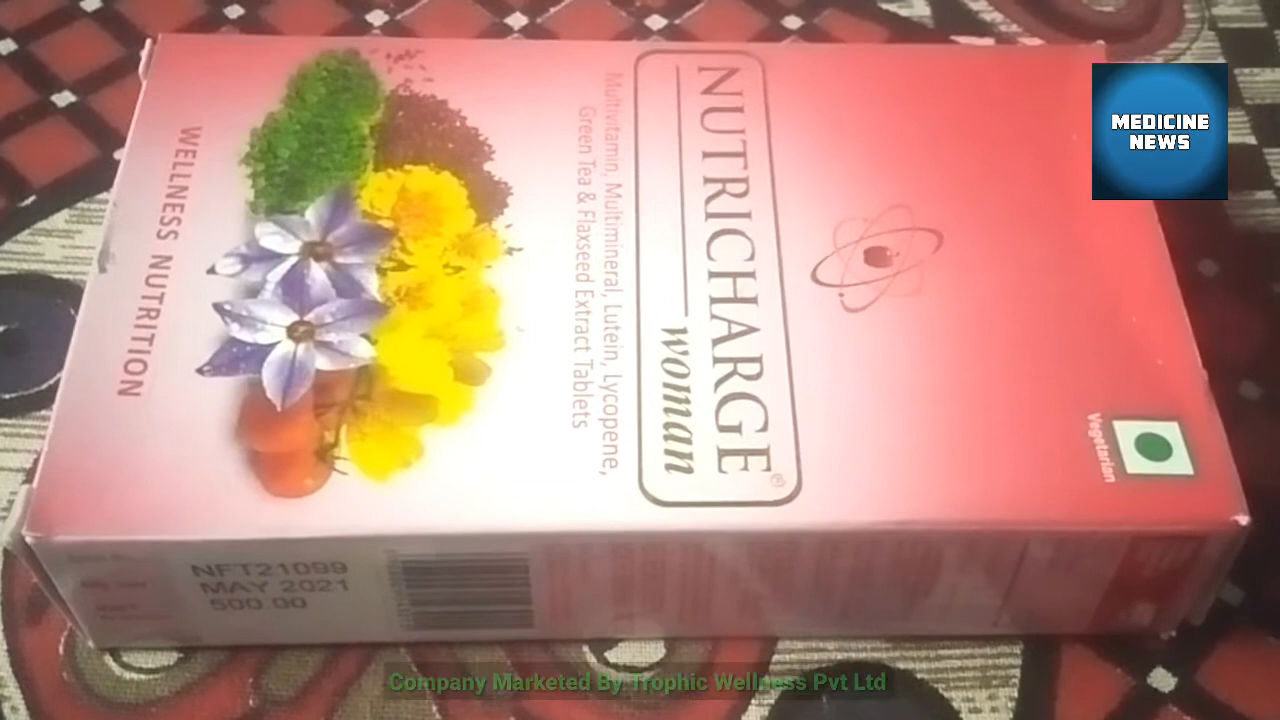 MEDICINE
NEWS
NUTRICHARGE®
woman
Multivitamin, Multimineral, Lutein, Lycopene,
Green Tea & Flaxseed Extract Tablets
WELLNESS NUTRITION
Vegetarian
NFT21099
MAY 2021
500.00
Company Marketed By Trophic Wellness Pvt Ltd